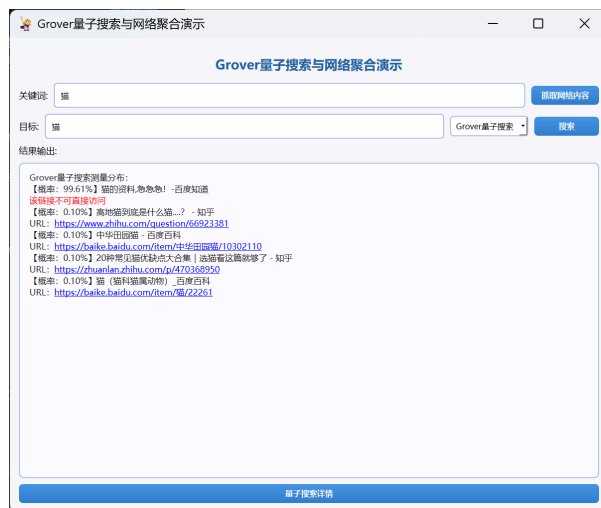 Grover量子搜索与网络聚合演示
Grover量子搜索与网络聚合演示
关键词: 猫 抓取网络内容
目标: 猫 Grover量子搜索 搜索
结果输出:
Grover量子搜索测量分布:
【概率: 99.61%】猫的资料,急急急！-百度知道
该链接不可直接访问
【概率: 0.10%】高地猫到底是什么猫....？ - 知乎
URL: https://www.zhihu.com/question/66923381
【概率: 0.10%】中华田园猫 - 百度百科
URL: https://baike.baidu.com/item/中华田园猫/10302110
【概率: 0.10%】20种常见猫优缺点大合集 | 选猫看这篇就够了 - 知乎
URL: https://zhuanlan.zhihu.com/p/470368950
【概率: 0.10%】猫（猫科猫属动物）_百度百科
URL: https://baike.baidu.com/item/猫/22261
量子搜索详情